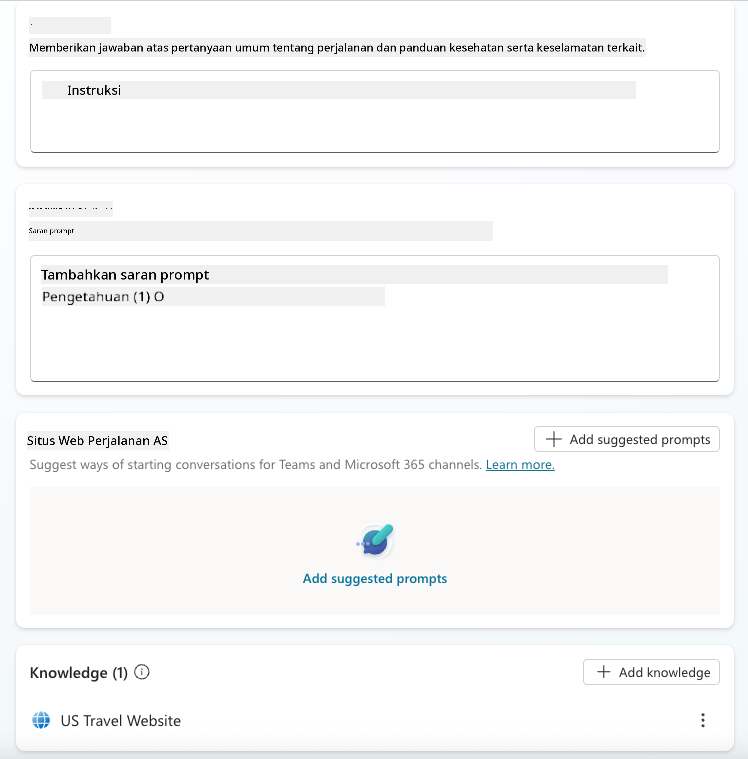 Memberikan jawaban atas pertanyaan umum tentang perjalanan dan panduan kesehatan serta keselamatan terkait.
Instruksi
Saran prompt
Tambahkan saran prompt
Pengetahuan (1) O
Situs Web Perjalanan AS
Add suggested prompts
Suggest ways of starting conversations for Teams and Microsoft 365 channels. Learn more.
Add suggested prompts
Knowledge (1)
Add knowledge
US Travel Website